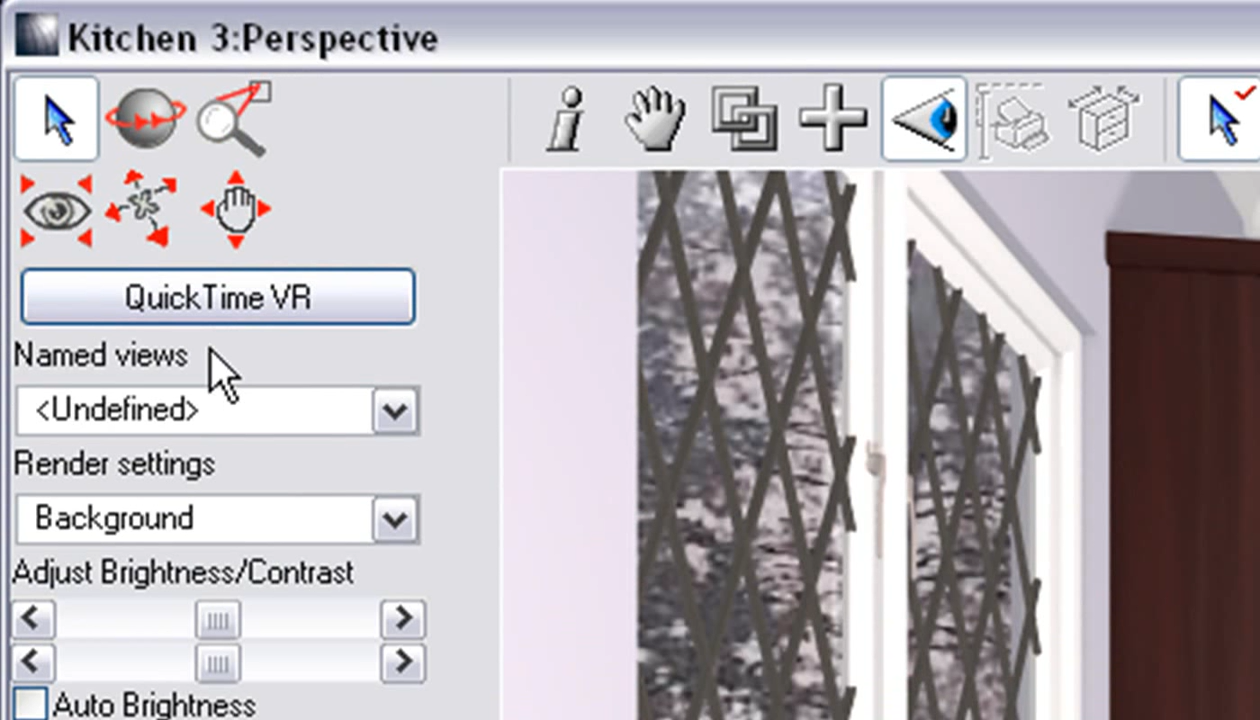 Kitchen 3:Perspective
QuickTime VR
Named views
<Undefined>
Render settings
Background
Adjust Brightness/Contrast
Auto Brightness